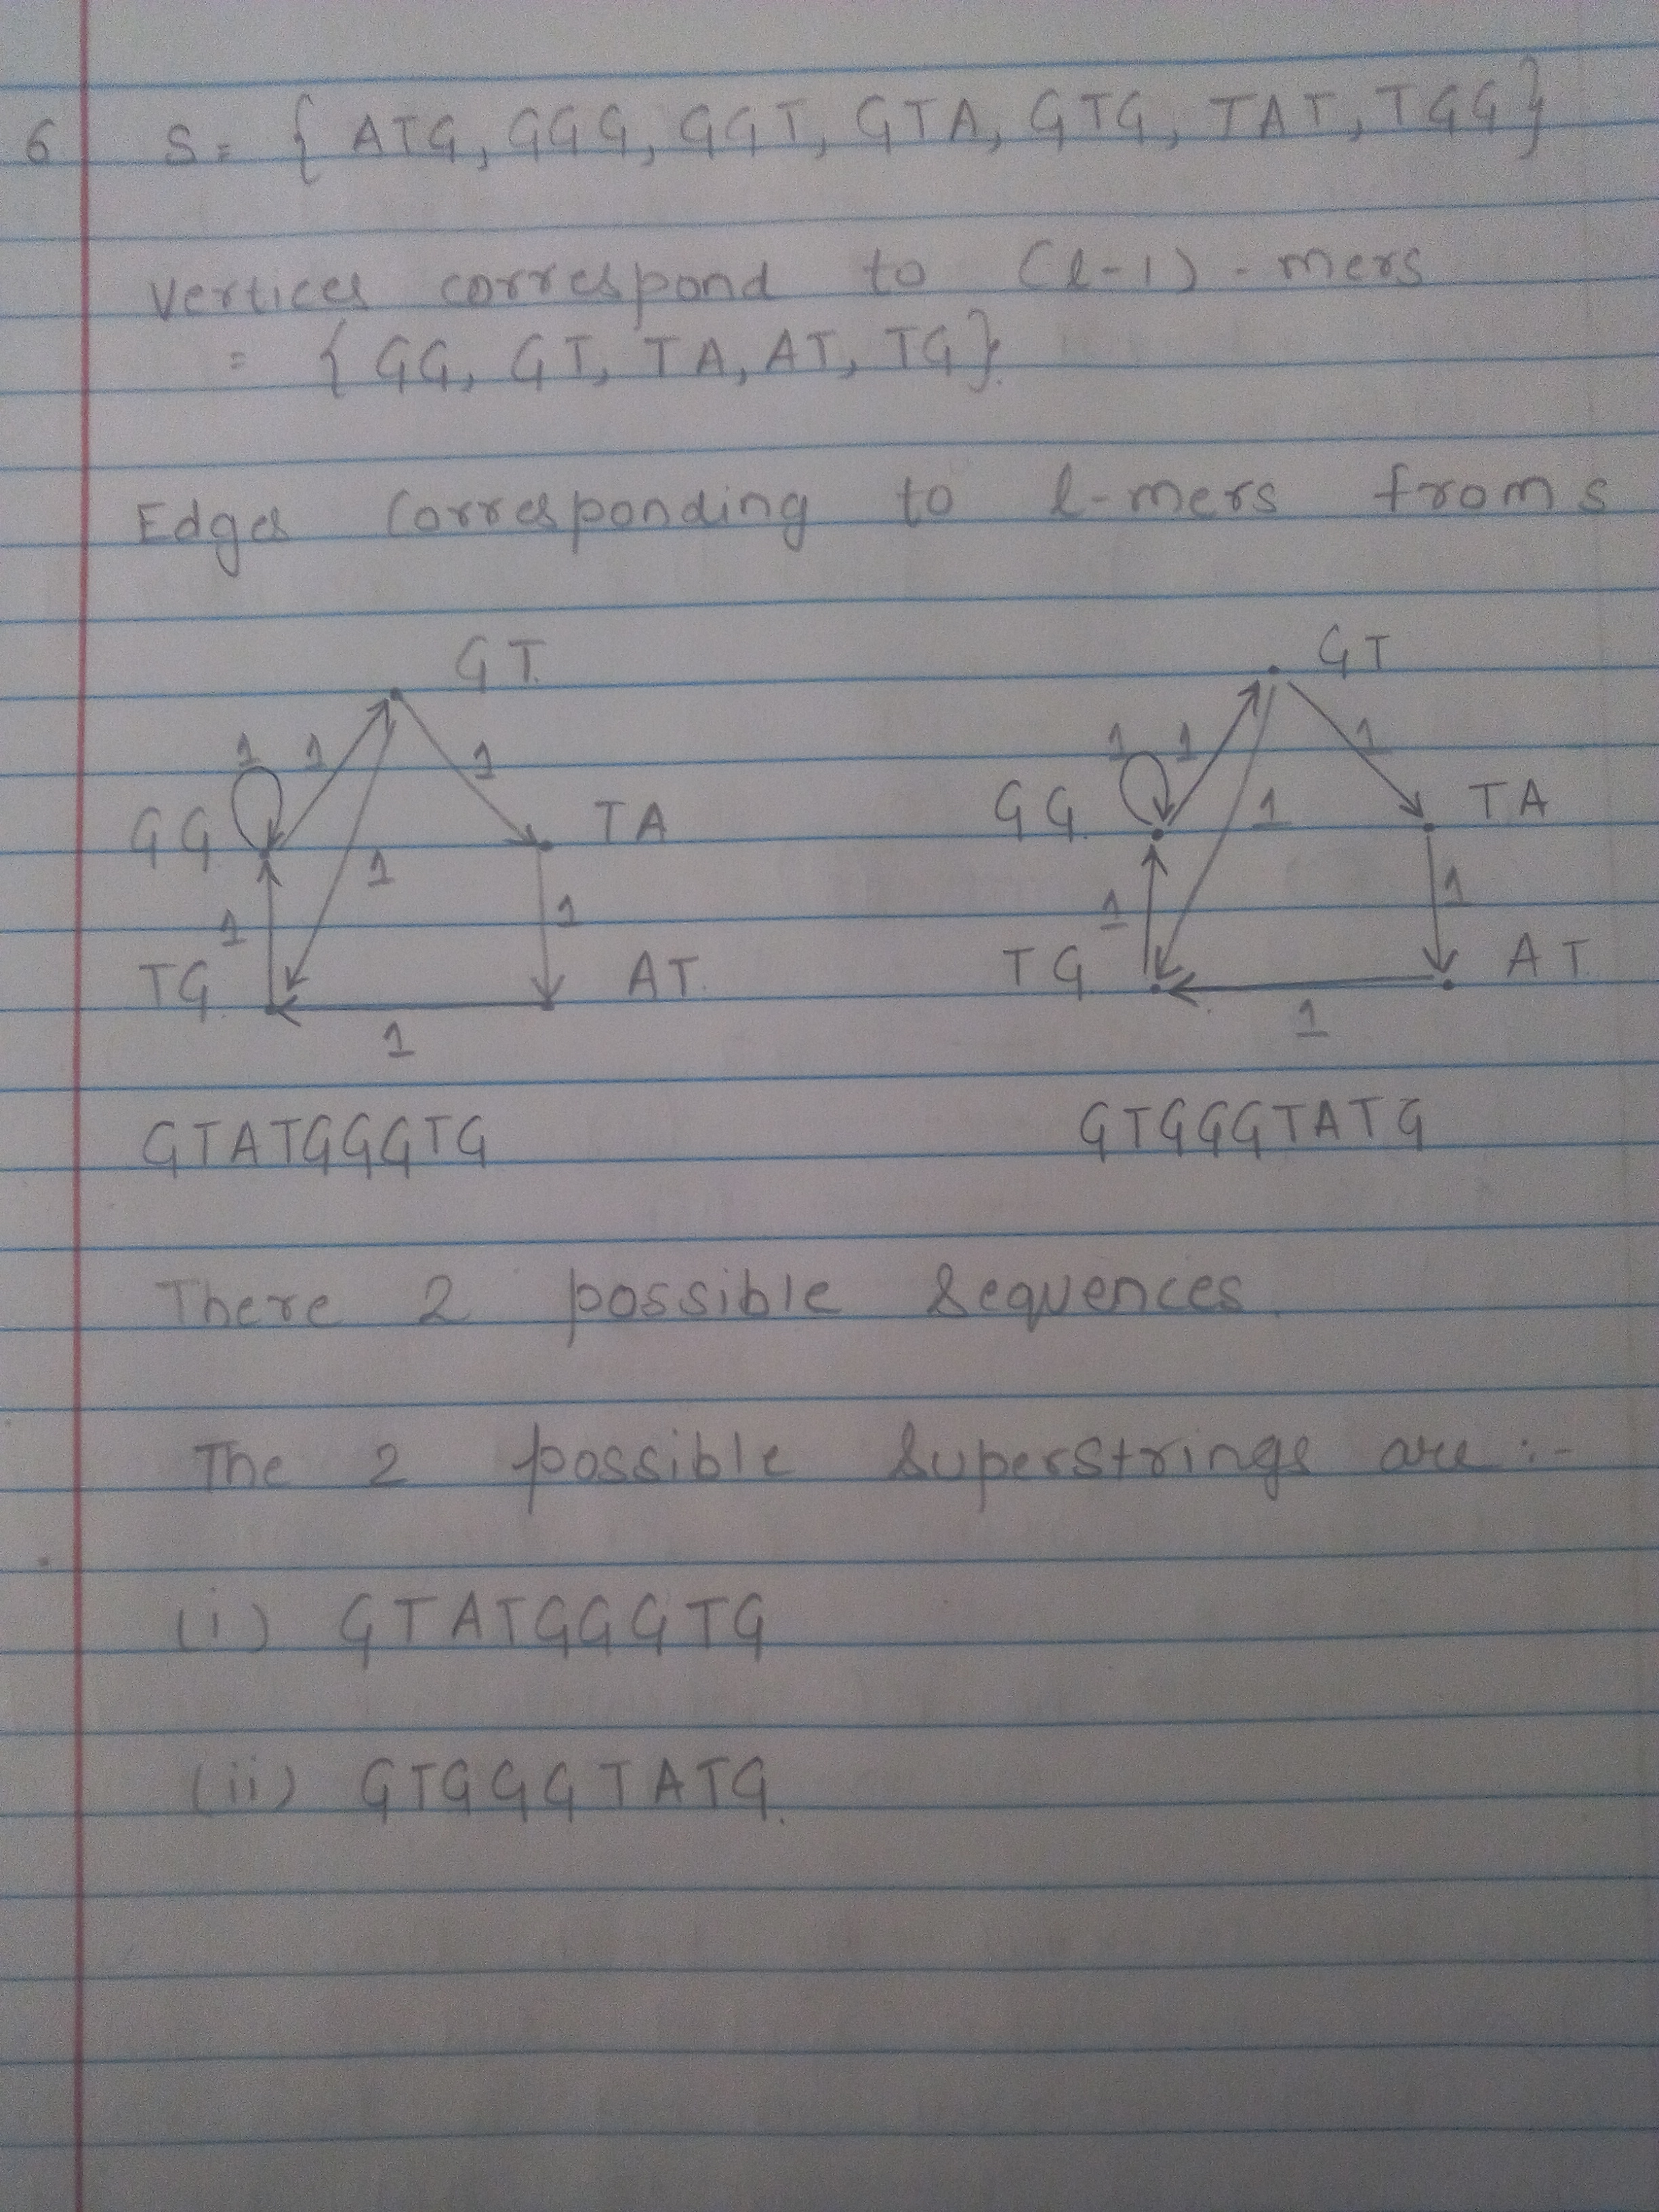 6 S = { ATG, GGG, GGT, GTA, GTG, TAT, TGG }
Vertices correspond to (l-1) - mers
= { GG, GT, TA, AT, TG}.
Edges Corresponding to l-mers from s
GT. GT
1 1 1 1 1 1
GG TA GG. TA
1 1
1 1 1 1
TG AT. TG AT
1 1
GTATGGGTG GTGGGTATG
There 2 possible sequences.
The 2 possible superstrings are :-
(i) GTATGGGTG
(ii) GTGGGTATG.